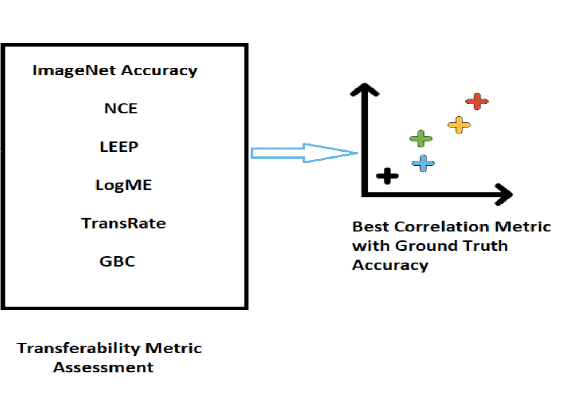 ImageNet Accuracy
NCE
LEEP
LogME
TransRate
GBC
Transferability Metric
Assessment
Best Correlation Metric
with Ground Truth
Accuracy